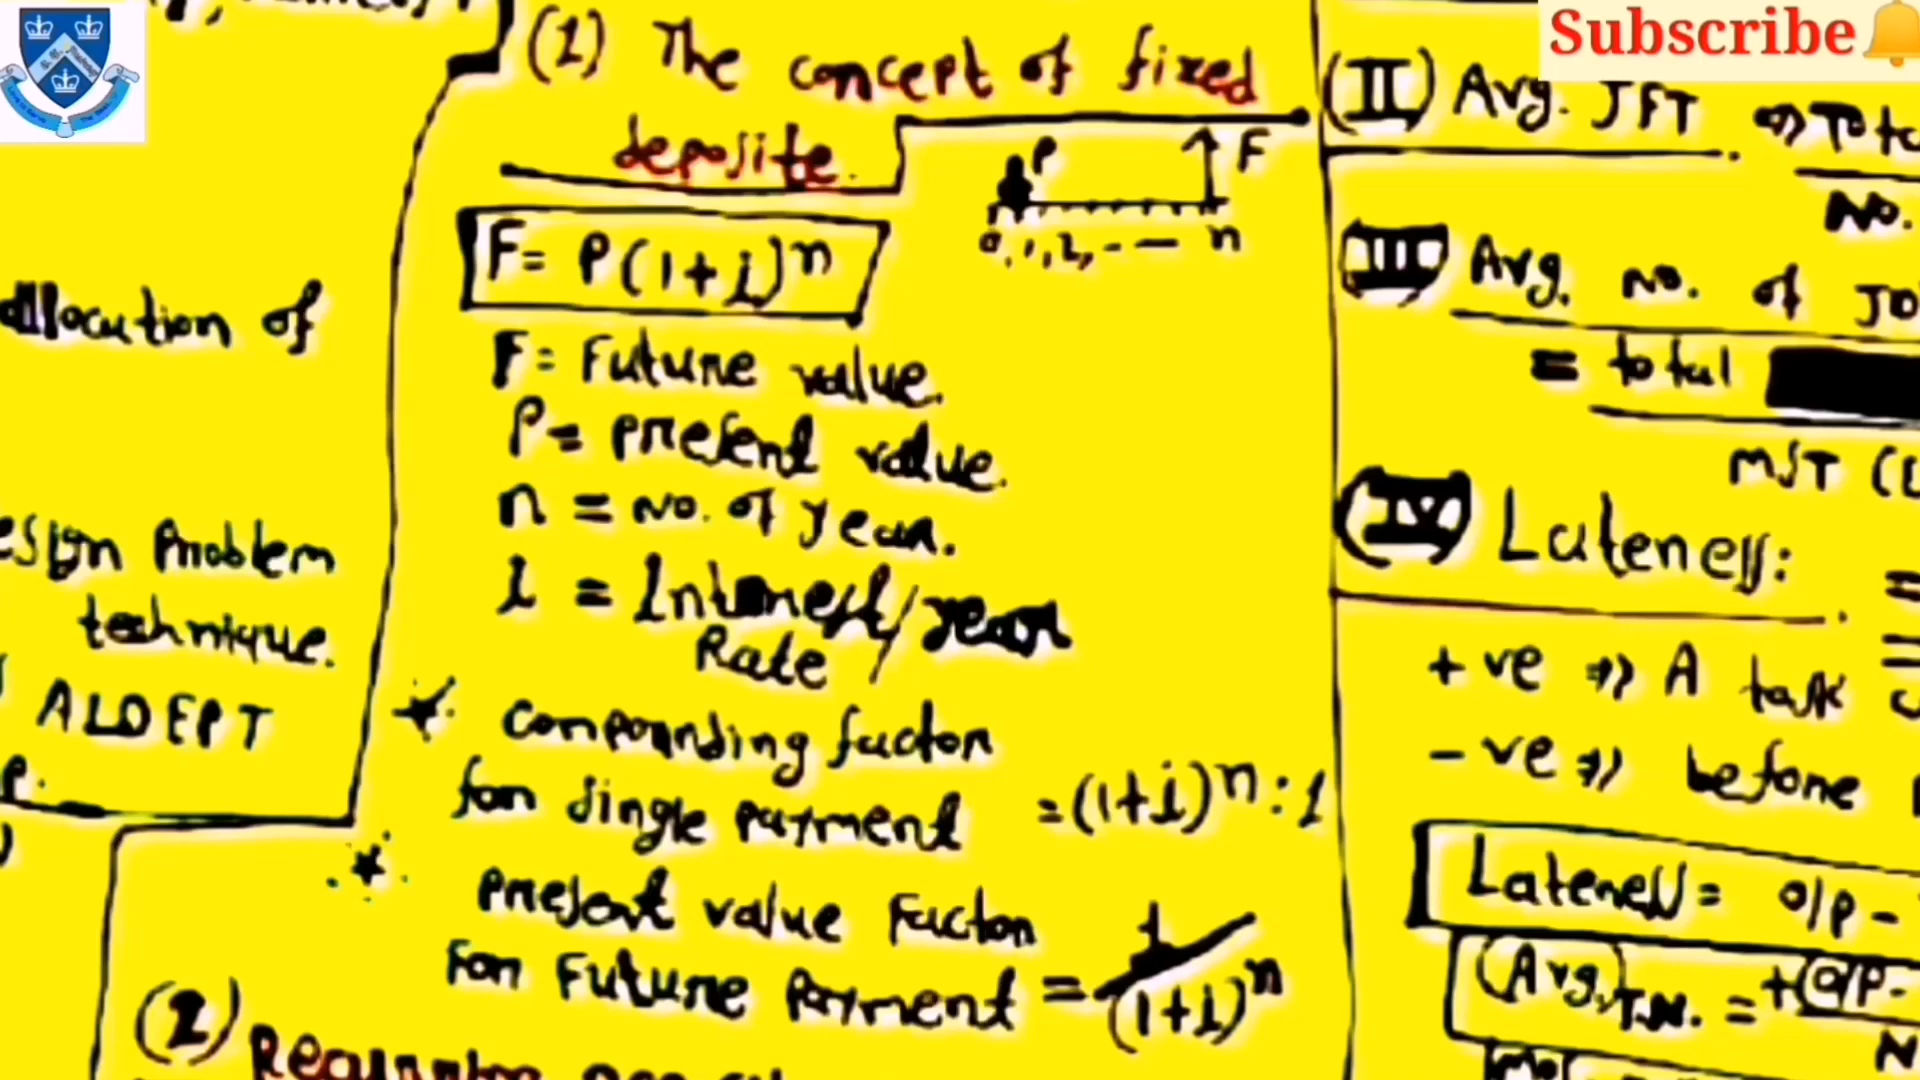 Subscribe
(1) The concept of fixed
deposite.
P F
0, 1, 2, - — n
F = P(1+i)^n
F = Future value.
P = present value.
n = No. of year.
i = Interest/year
Rate
* compounding factor
for single payment = (1+i)^n : 1
* present value factor
for future payment = 1/(1+i)^n
(2)
allocation of
Problem
technique.
ALDEPT
(II) Avg. JFT ⇒
No.
(III) Avg. No. of
= total
MST
(IV) Lateness:
+ve ⇒ A task
-ve ⇒ before
Lateness = o/p -
(Avg.) = + o/p -
N